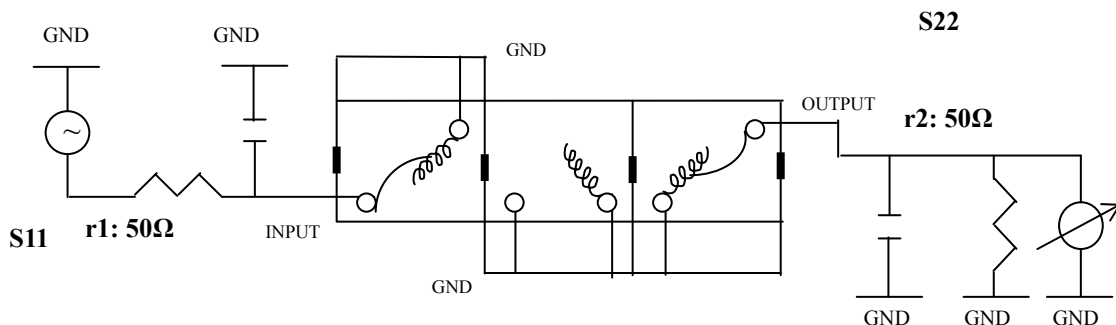 S22
GND
GND
GND
OUTPUT
r2: 50Ω
~
S11
r1: 50Ω
INPUT
GND
GND
GND
GND